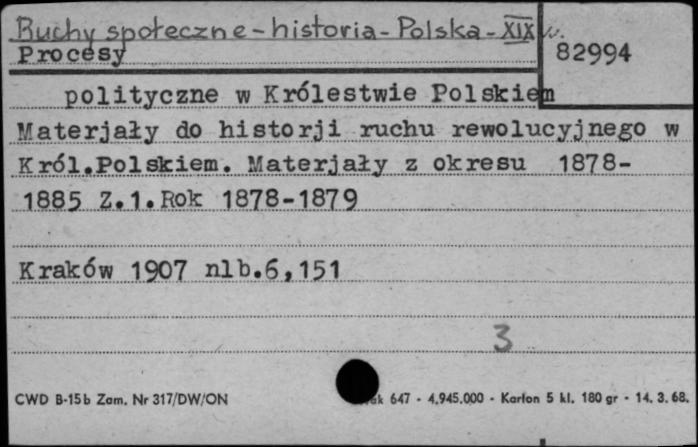 Ruchy społeczne - historia - Polska - XIX w.
Procesy
82994
polityczne w Królestwie Polskiem
Materjały do historji ruchu rewolucyjnego w
Król.Polskiem. Materjały z okresu 1878-
1885 Z.1.Rok 1878-1879
Kraków 1907 nlb.6,151
3
CWD B-15b Zam. Nr 317/DW/ON 647 - 4.945.000 - Karton 5 kl. 180 gr - 14. 3. 68.